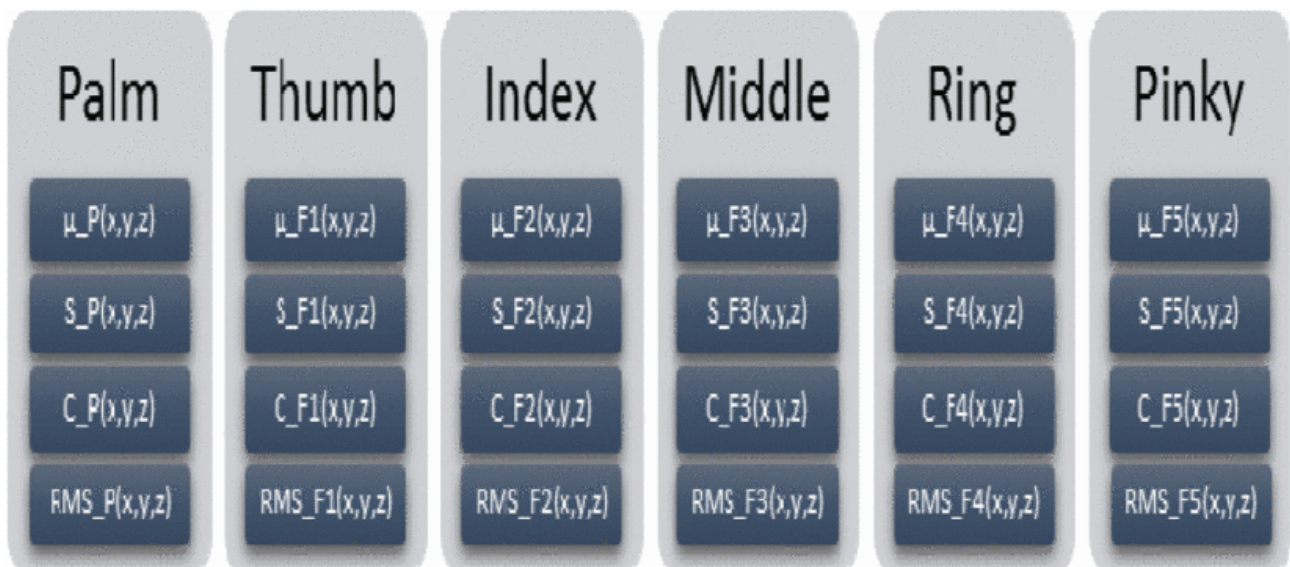 Palm Thumb Index Middle Ring Pinky
μ_P(x,y,z) μ_F1(x,y,z) μ_F2(x,y,z) μ_F3(x,y,z) μ_F4(x,y,z) μ_F5(x,y,z)
S_P(x,y,z) S_F1(x,y,z) S_F2(x,y,z) S_F3(x,y,z) S_F4(x,y,z) S_F5(x,y,z)
C_P(x,y,z) C_F1(x,y,z) C_F2(x,y,z) C_F3(x,y,z) C_F4(x,y,z) C_F5(x,y,z)
RMS_P(x,y,z) RMS_F1(x,y,z) RMS_F2(x,y,z) RMS_F3(x,y,z) RMS_F4(x,y,z) RMS_F5(x,y,z)